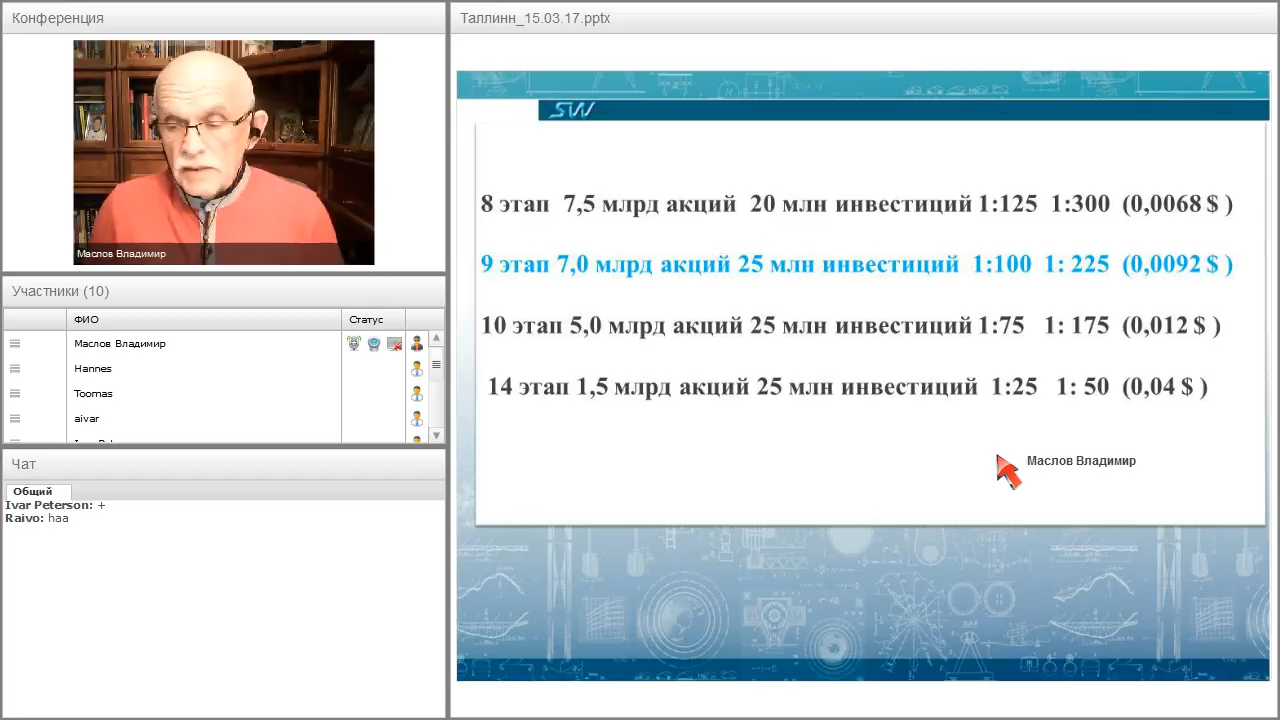 Конференция
Маслов Владимир
Участники (10)
ФИО
Статус
Маслов Владимир
Hannes
Toomas
aivar
Чат
Общий
Ivar Peterson: +
Raivo: haa
Таллинн_15.03.17.pptx
SW
8 этап 7,5 млрд акций 20 млн инвестиций 1:125 1:300 (0,0068 $ )
9 этап 7,0 млрд акций 25 млн инвестиций 1:100 1: 225 (0,0092 $ )
10 этап 5,0 млрд акций 25 млн инвестиций 1:75 1: 175 (0,012 $ )
14 этап 1,5 млрд акций 25 млн инвестиций 1:25 1: 50 (0,04 $ )
Маслов Владимир